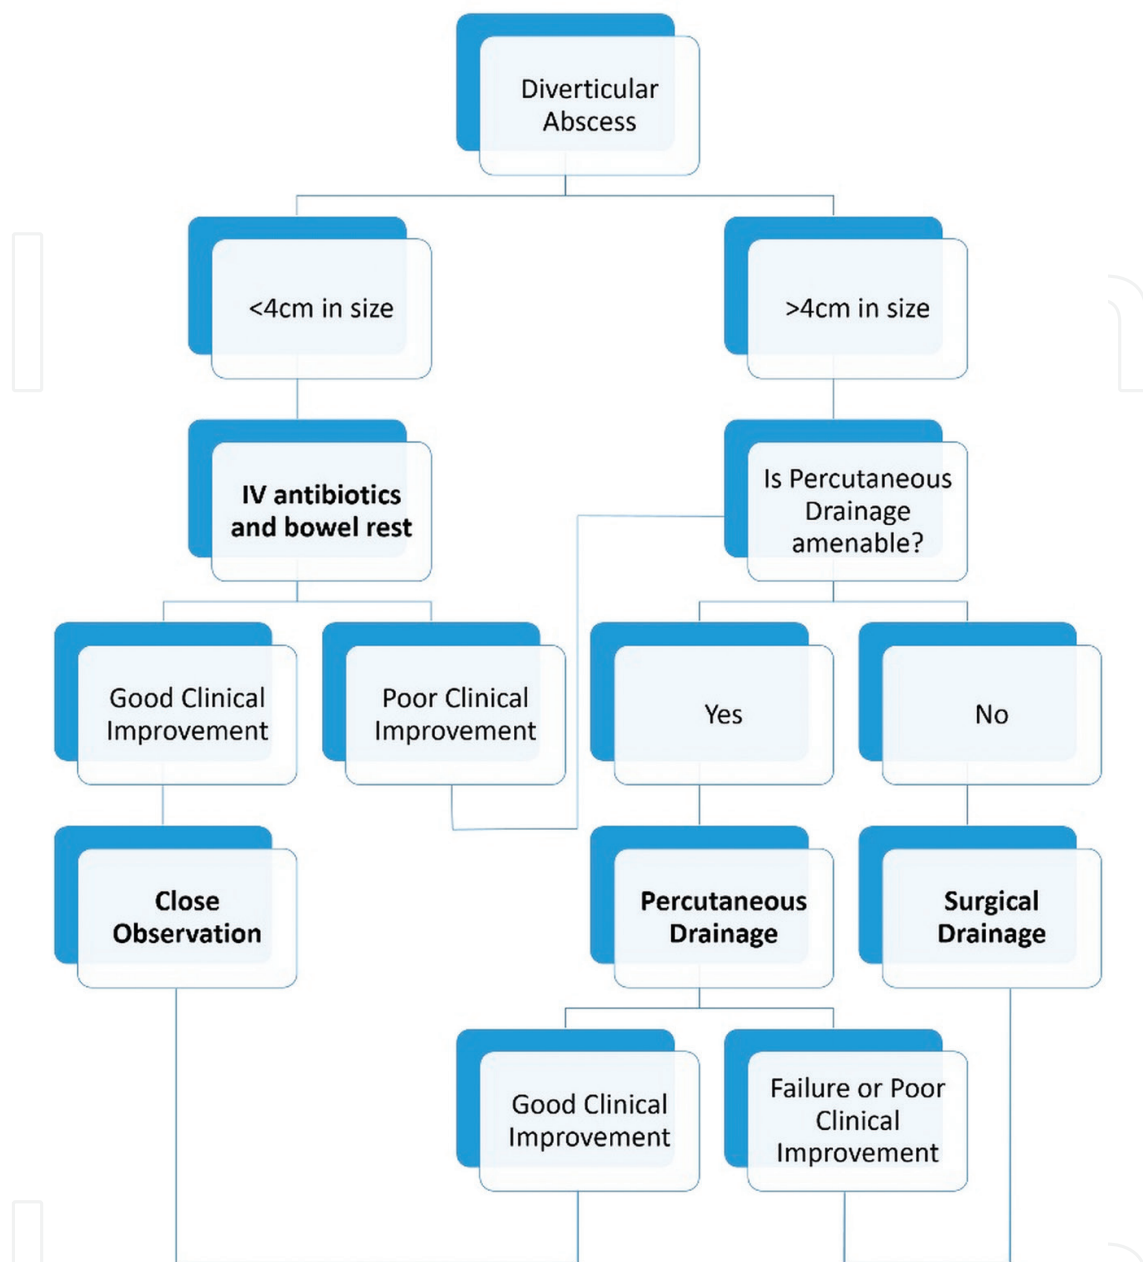 Diverticular
Abscess
<4cm in size
>4cm in size
IV antibiotics
and bowel rest
Is Percutaneous
Drainage
amenable?
Good Clinical
Improvement
Poor Clinical
Improvement
Yes
No
Close
Observation
Percutaneous
Drainage
Surgical
Drainage
Good Clinical
Improvement
Failure or Poor
Clinical
Improvement